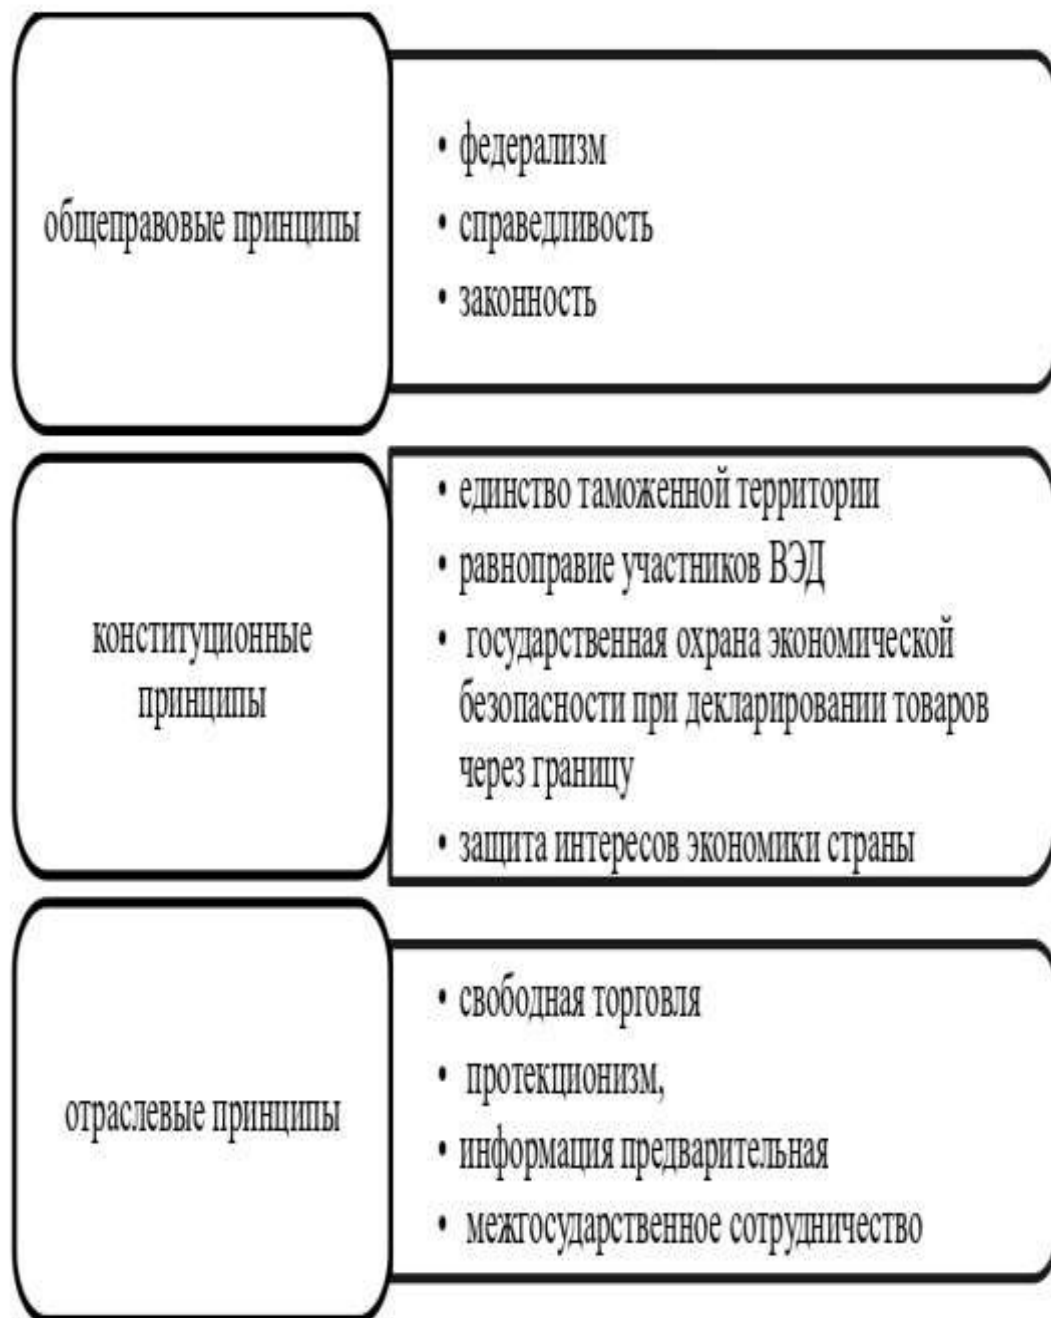 общеправовые принципы
• федерализм
• справедливость
• законность
конституционные
принципы
• единство таможенной территории
• равноправие участников ВЭД
• государственная охрана экономической
безопасности при декларировании товаров
через границу
• защита интересов экономики страны
отраслевые принципы
• свободная торговля
• протекционизм,
• информация предварительная
• межгосударственное сотрудничество